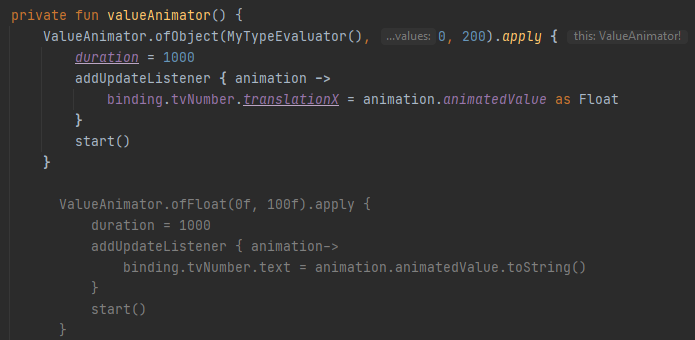 private fun valueAnimator() {
    ValueAnimator.ofObject(MyTypeEvaluator(), ...values: 0, 200).apply { this: ValueAnimator!
        duration = 1000
        addUpdateListener { animation ->
            binding.tvNumber.translationX = animation.animatedValue as Float
        }
        start()
    }
      ValueAnimator.ofFloat(0f, 100f).apply {
          duration = 1000
          addUpdateListener { animation->
              binding.tvNumber.text = animation.animatedValue.toString()
          }
          start()
      }